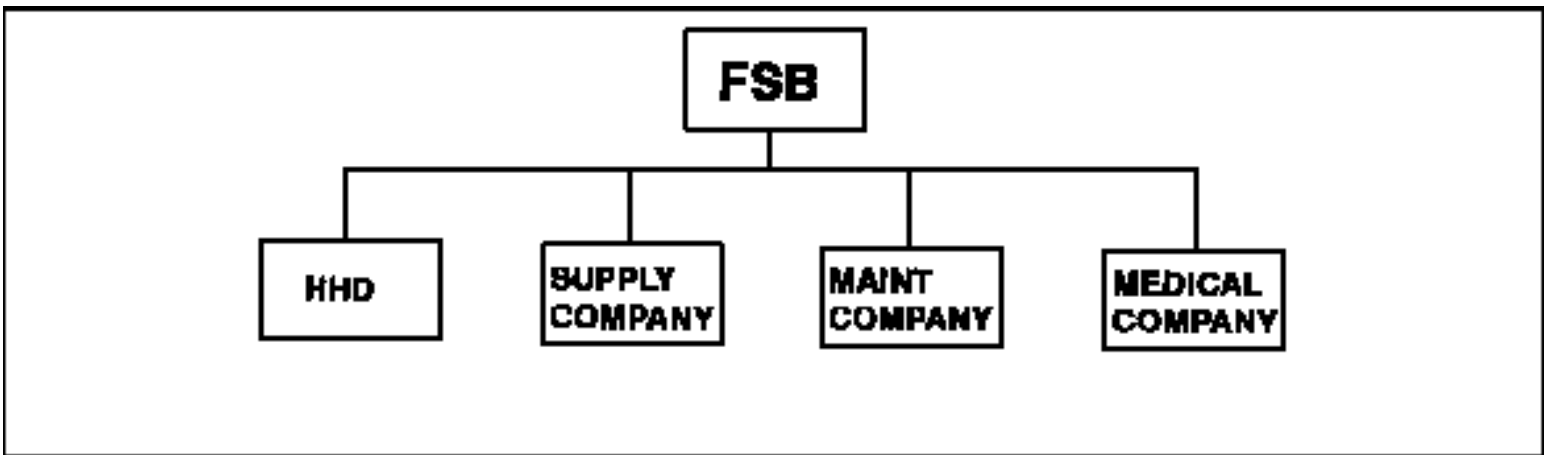 FSB
HHD
SUPPLY
COMPANY
MAINT
COMPANY
MEDICAL
COMPANY